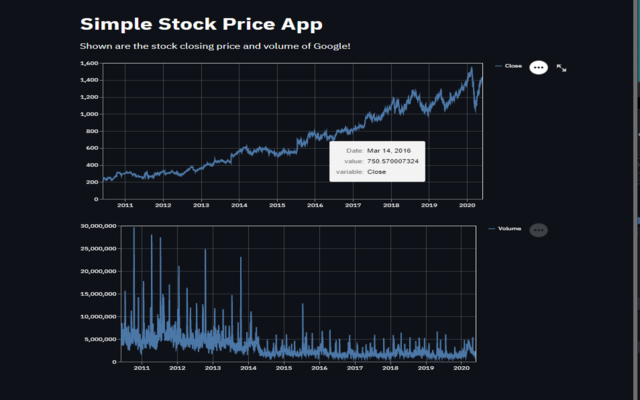 Simple Stock Price App
Shown are the stock closing price and volume of Google!
1,600
1,400
1,200
1,000
800
600
400
200
0
2011 2012 2013 2014 2015 2016 2017 2018 2019 2020
Close
Date: Mar 14, 2016
value: 750.570007324
variable: Close
30,000,000
25,000,000
20,000,000
15,000,000
10,000,000
5,000,000
0
2011 2012 2013 2014 2015 2016 2017 2018 2019 2020
Volume